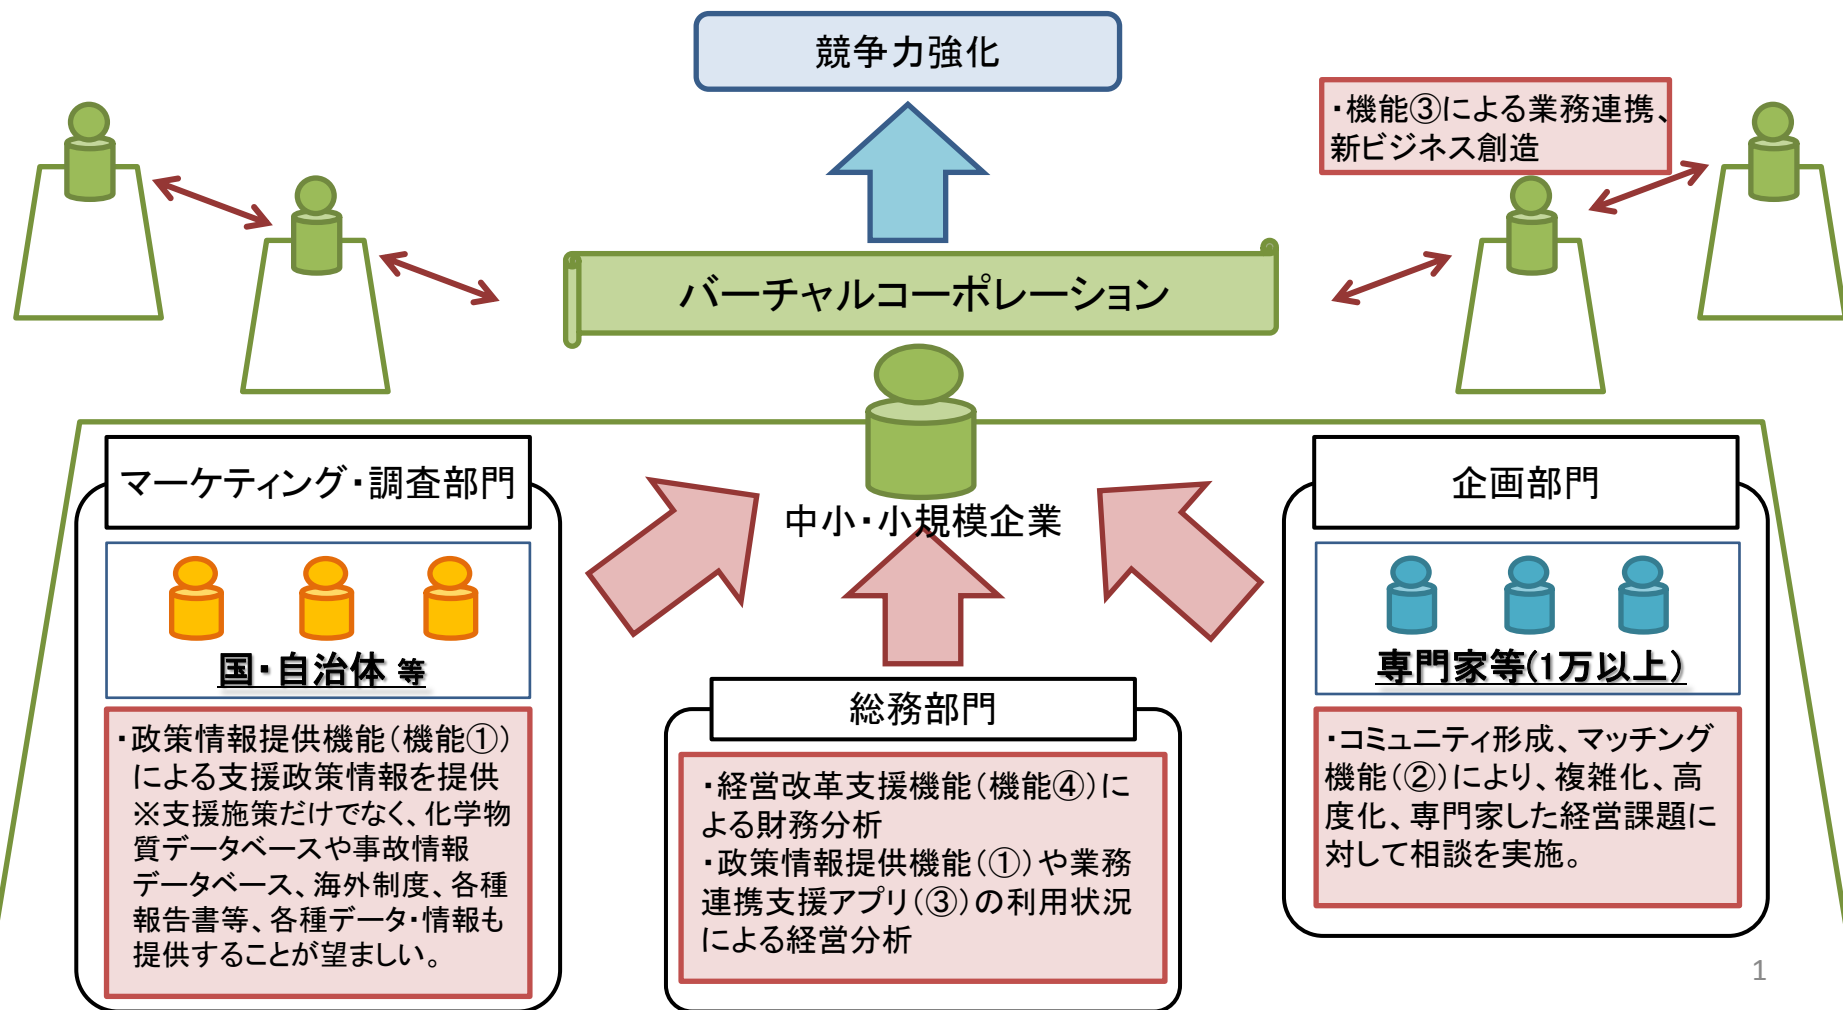 競争力強化
・機能③による業務連携、
新ビジネス創造
バーチャルコーポレーション
中小・小規模企業
マーケティング・調査部門
国・自治体 等
・政策情報提供機能（機能①）
による支援政策情報を提供
※支援施策だけでなく、化学物
質データベースや事故情報
データベース、海外制度、各種
報告書等、各種データ・情報も
提供することが望ましい。
総務部門
・経営改革支援機能（機能④）に
よる財務分析
・政策情報提供機能（①）や業務
連携支援アプリ（③）の利用状況
による経営分析
企画部門
専門家等(1万以上）
・コミュニティ形成、マッチング
機能（②）により、複雑化、高
度化、専門家した経営課題に
対して相談を実施。
1